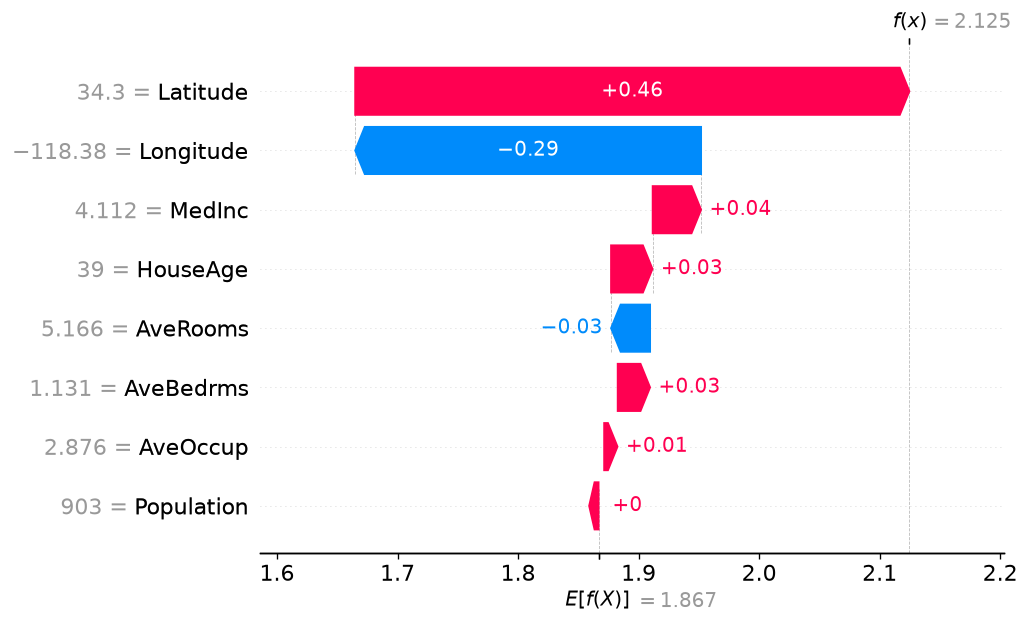 f(x) = 2.125
34.3 = Latitude
+0.46
−118.38 = Longitude
−0.29
4.112 = MedInc
+0.04
39 = HouseAge
+0.03
5.166 = AveRooms
−0.03
1.131 = AveBedrms
+0.03
2.876 = AveOccup
+0.01
903 = Population
+0
1.6 1.7 1.8 1.9 2.0 2.1 2.2
E[f(X)] = 1.867